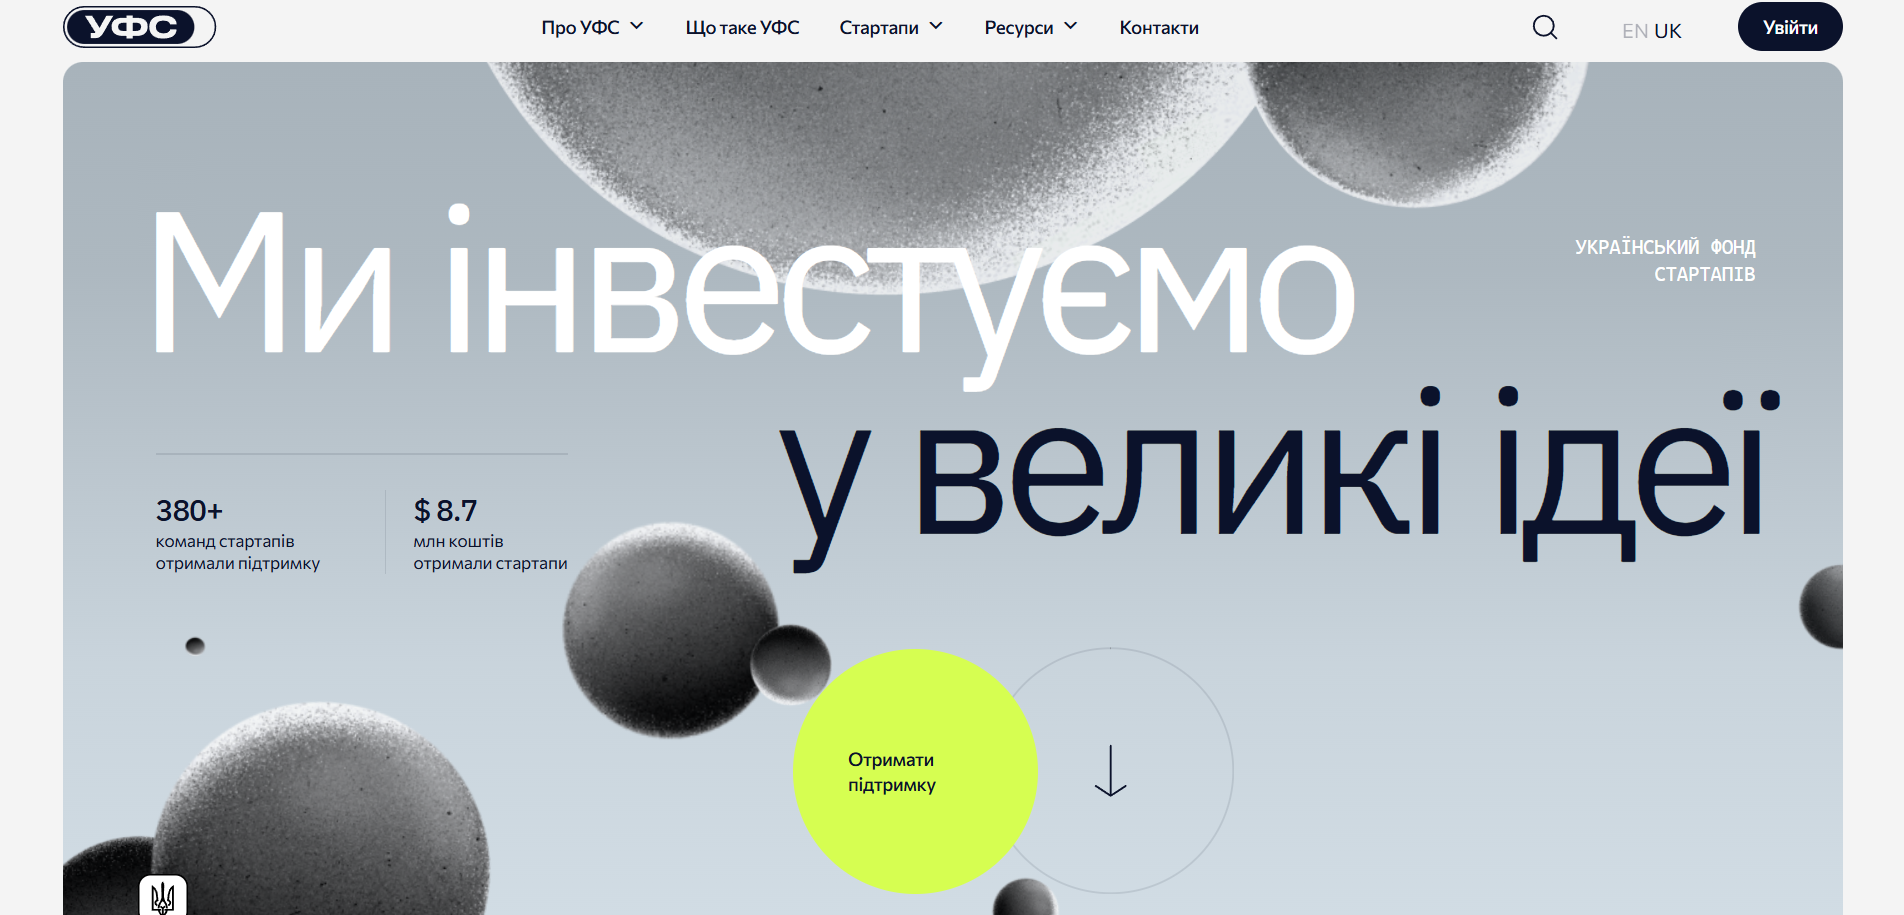 УФС
Про УФС
Що таке УФС
Стартапи
Ресурси
Контакти
EN UK
Увійти
Ми інвестуємо
УКРАЇНСЬКИЙ ФОНД
СТАРТАПІВ
у великі ідеї
380+
команд стартапів
отримали підтримку
$ 8.7
млн коштів
отримали стартапи
Отримати
підтримку